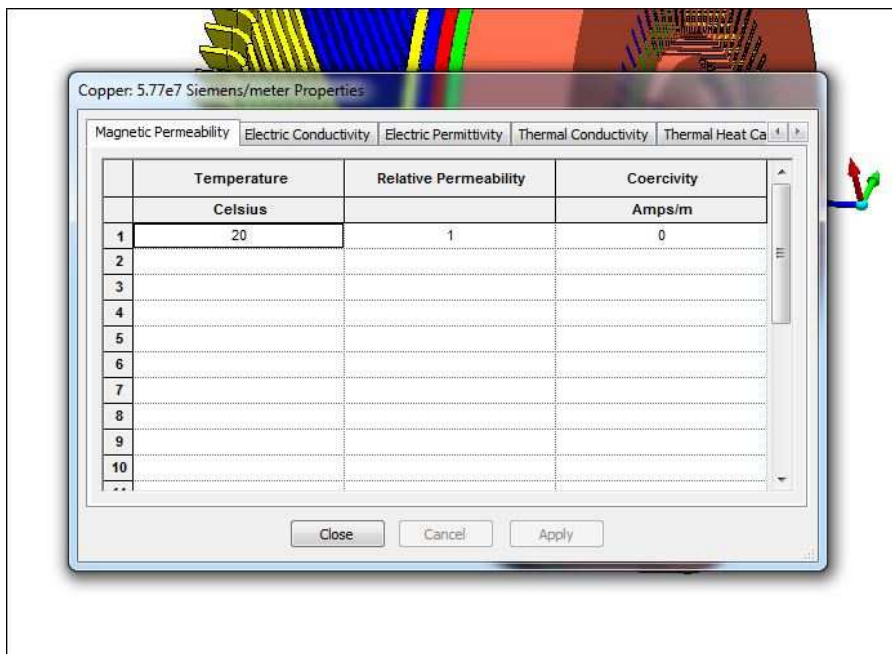 Copper: 5.77e7 Siemens/meter Properties
Magnetic Permeability Electric Conductivity Electric Permittivity Thermal Conductivity Thermal Heat Ca
Temperature Relative Permeability Coercivity
Celsius Amps/m
1 20 1 0
2
3
4
5
6
7
8
9
10
Close Cancel Apply